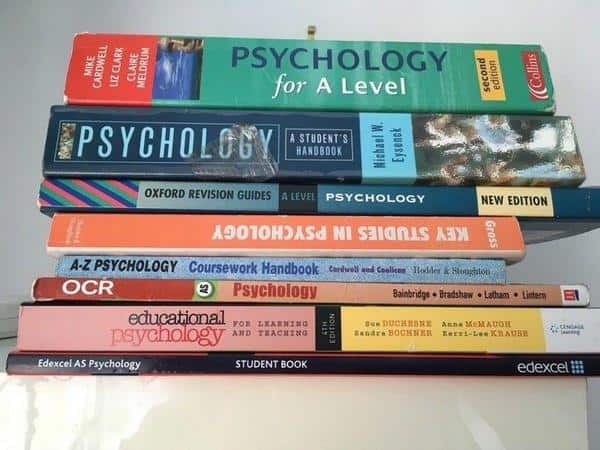 MIKE
CARDWELL
LIZ CLARK
CLAIRE
MELDRUM
PSYCHOLOGY
for A Level
second
edition
Collins
PSYCHOLOGY
A STUDENT'S
HANDBOOK
Michael W.
Eysenck
OXFORD REVISION GUIDES A LEVEL PSYCHOLOGY NEW EDITION
KEY STUDIES IN PSYCHOLOGY
Gross
A-Z PSYCHOLOGY Coursework Handbook Cardwell and Coolican Hodder & Stoughton
OCR AS Psychology Bainbridge • Bradshaw • Latham • Lintern
educational
psychology
FOR LEARNING
AND TEACHING
4TH
EDITION
Sue DUCHESNE Anne McMAUGH
Sandra BOCHNER Kerri-Lee KRAUSE
CENGAGE
Learning
Edexcel AS Psychology STUDENT BOOK edexcel